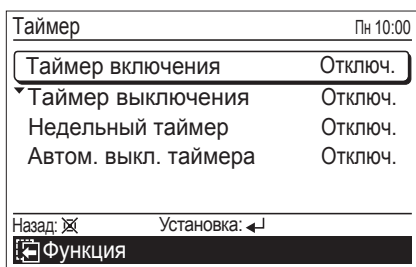 Таймер Пн 10:00
Таймер включения Отключ.
Таймер выключения Отключ.
Недельный таймер Отключ.
Автом. выкл. таймера Отключ.
Назад: Установка:
Функция